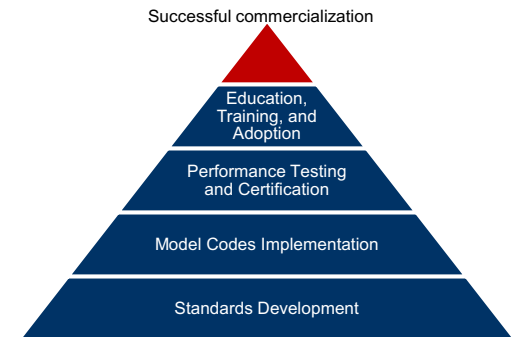 Successful commercialization
Education,
Training, and
Adoption
Performance Testing
and Certification
Model Codes Implementation
Standards Development